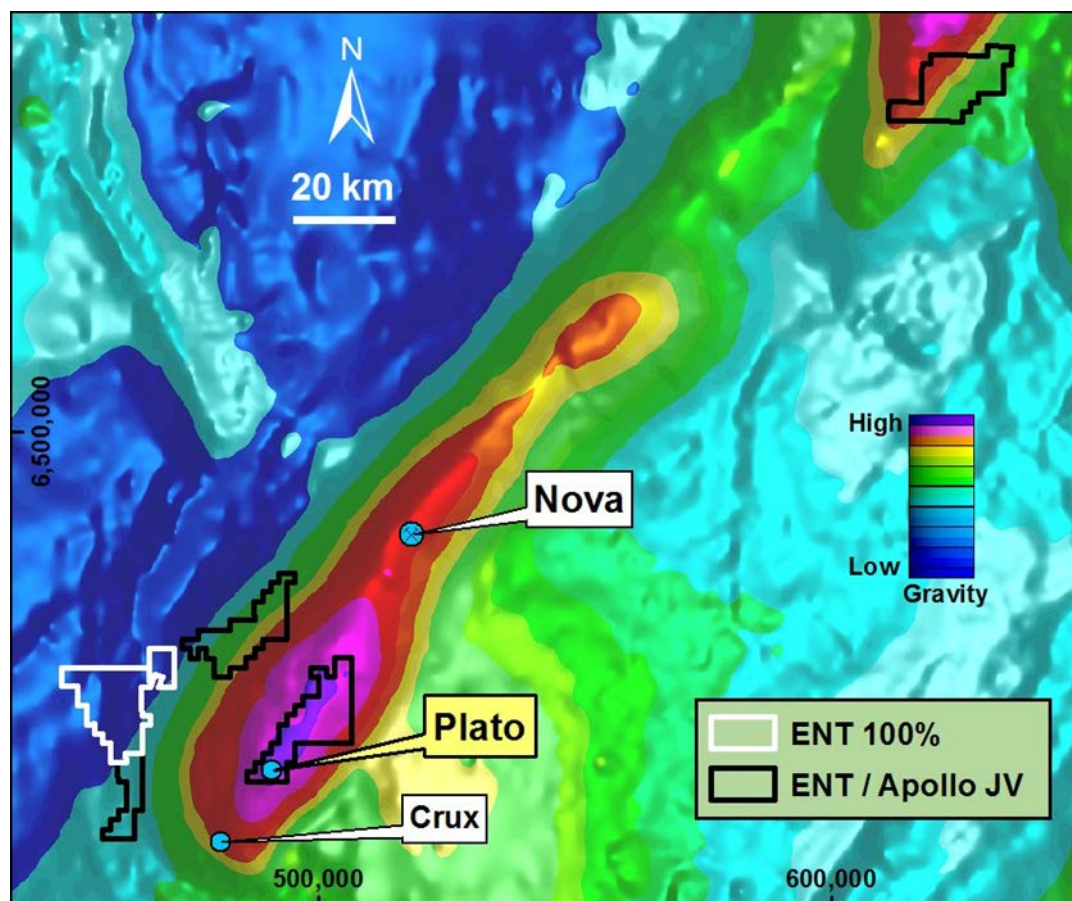 N
20 km
6,500,000
High
Low
Gravity
Nova
Plato
Crux
ENT 100%
ENT / Apollo JV
500,000
600,000